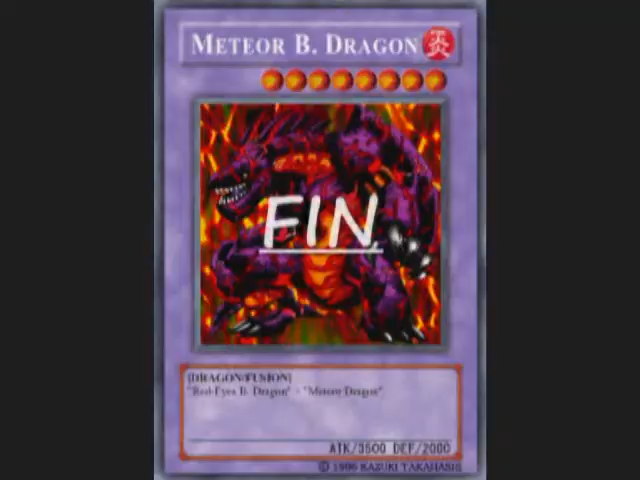 METEOR B. DRAGON
炎
FIN
[DRAGON/FUSION]
"Red-Eyes B. Dragon" + "Meteor Dragon"
ATK/3500 DEF/2000
© 1996 KAZUKI TAKAHASHI